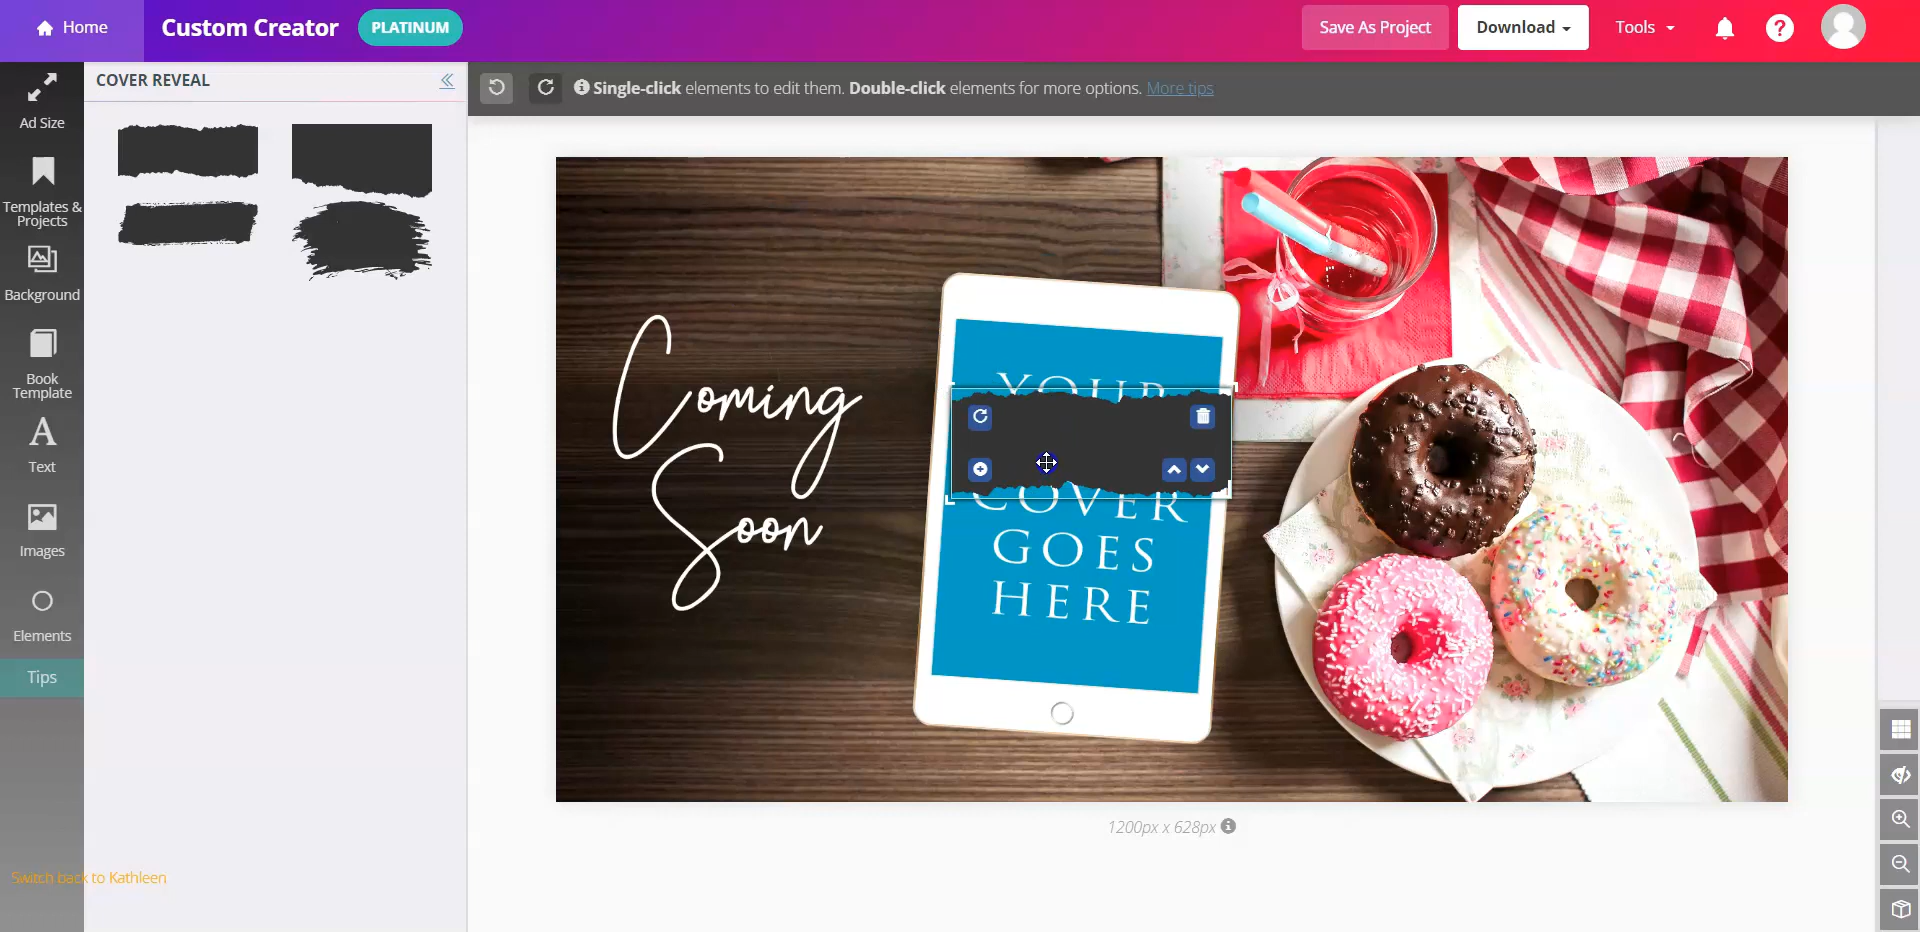 Home
Custom Creator
PLATINUM
Save As Project
Download
Tools
?
COVER REVEAL
Single-click elements to edit them. Double-click elements for more options. More tips
Ad Size
Templates &
Projects
Background
Book
Template
A
Text
Images
Elements
Tips
Switch back to Kathleen
Coming
Soon
YOUR
COVER
GOES
HERE
1200px x 628px